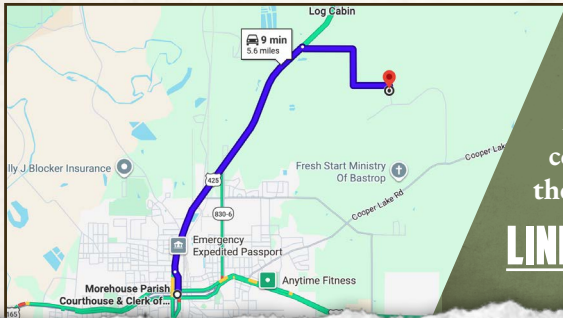 Log Cabin
9 min
5.6 miles
lly J Blocker Insurance
425
Fresh Start Ministry
Of Bastrop
Cooper Lak
830-6
Cooper Lake Rd
Emergency
Expedited Passport
Anytime Fitness
Morehouse Parish
Courthouse & Clerk of...
165
co
the
LIN